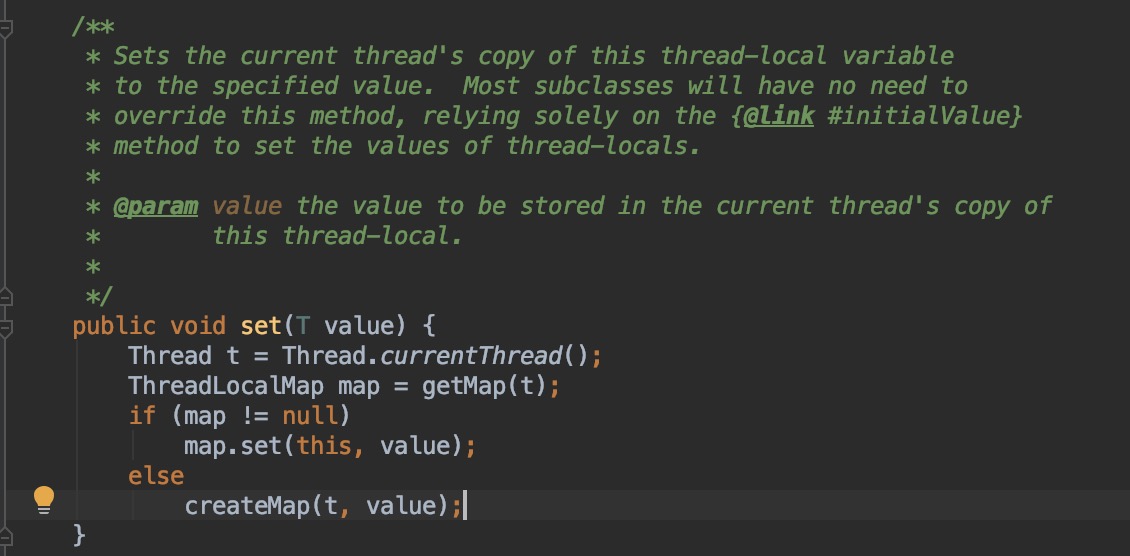 /**
 * Sets the current thread's copy of this thread-local variable
 * to the specified value.  Most subclasses will have no need to
 * override this method, relying solely on the {@link #initialValue}
 * method to set the values of thread-locals.
 *
 * @param value the value to be stored in the current thread's copy of
 *        this thread-local.
 *
 */
public void set(T value) {
    Thread t = Thread.currentThread();
    ThreadLocalMap map = getMap(t);
    if (map != null)
        map.set(this, value);
    else
        createMap(t, value);
}